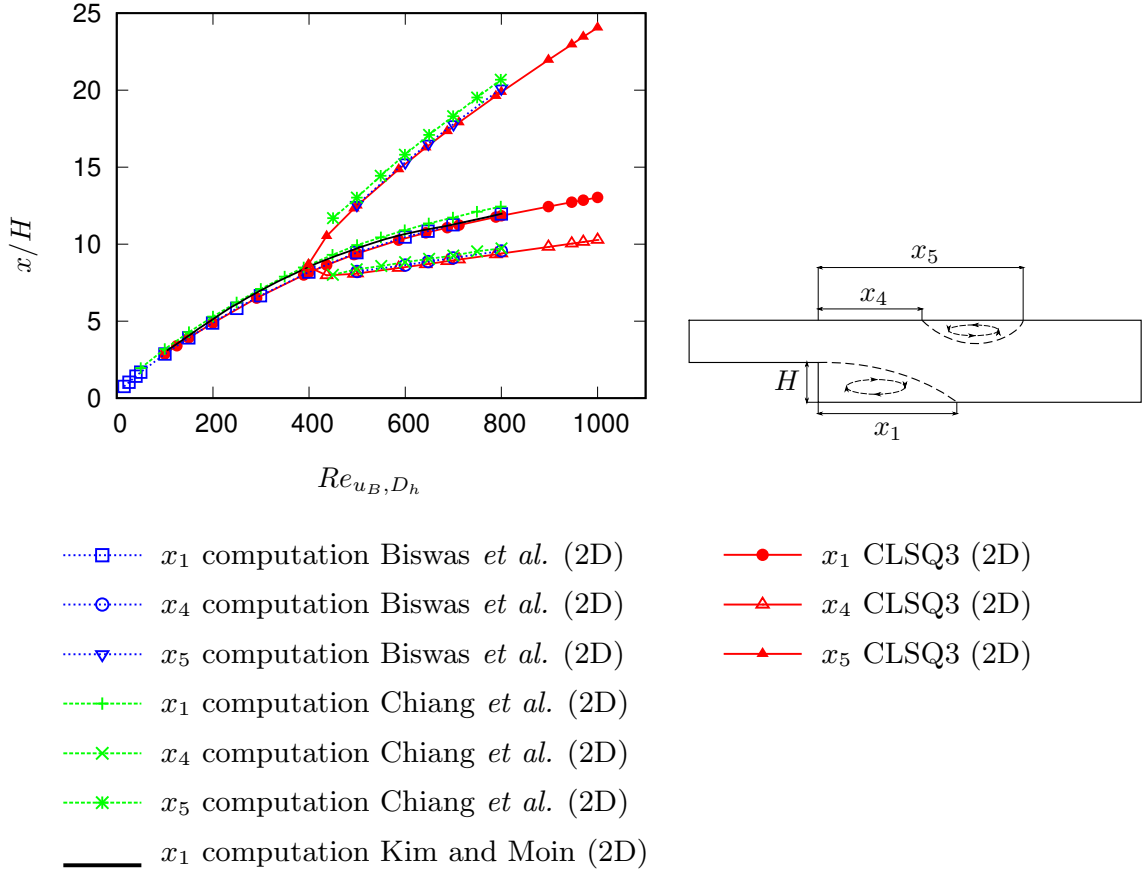 25
20
15
10
5
0
x/H
0 200 400 600 800 1000
Re_{u_B,D_h}
x_5
x_4
H
x_1
x_1 computation Biswas et al. (2D)
x_4 computation Biswas et al. (2D)
x_5 computation Biswas et al. (2D)
x_1 computation Chiang et al. (2D)
x_4 computation Chiang et al. (2D)
x_5 computation Chiang et al. (2D)
x_1 computation Kim and Moin (2D)
x_1 CLSQ3 (2D)
x_4 CLSQ3 (2D)
x_5 CLSQ3 (2D)